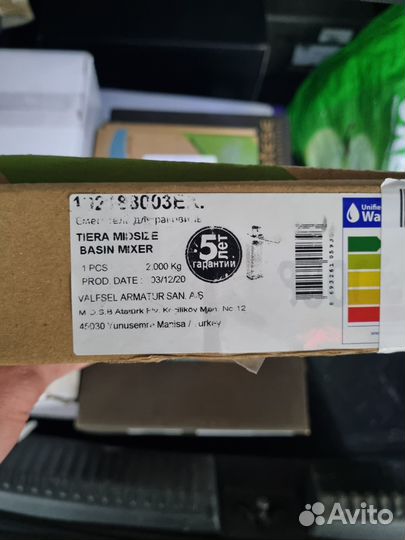 Смеситель для раковины
TIERA MIDSIZE
BASIN MIXER
1 PCS 2.000 Kg
PROD. DATE: 03/12/20
VALFSEL ARMATUR SAN. A/S
45030 Yunusemre Manisa / Turkey
5
лет
гарантии
Unifie
Wa
Avito